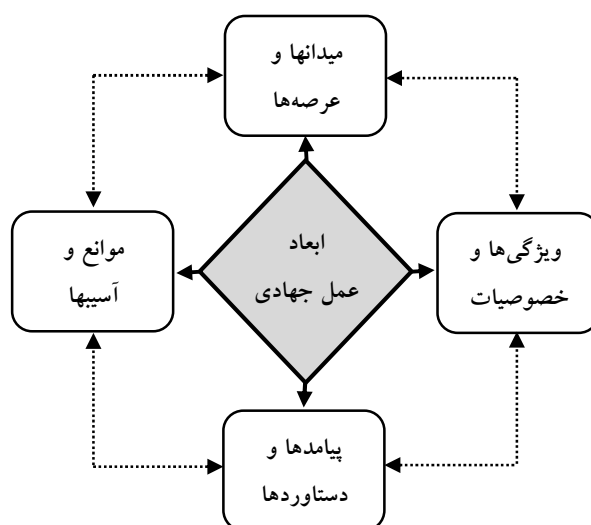 میدانها و
عرصه‌ها
ویژگی‌ها و
خصوصیات
ابعاد
عمل جهادی
موانع و
آسیبها
پیامدها و
دستاوردها